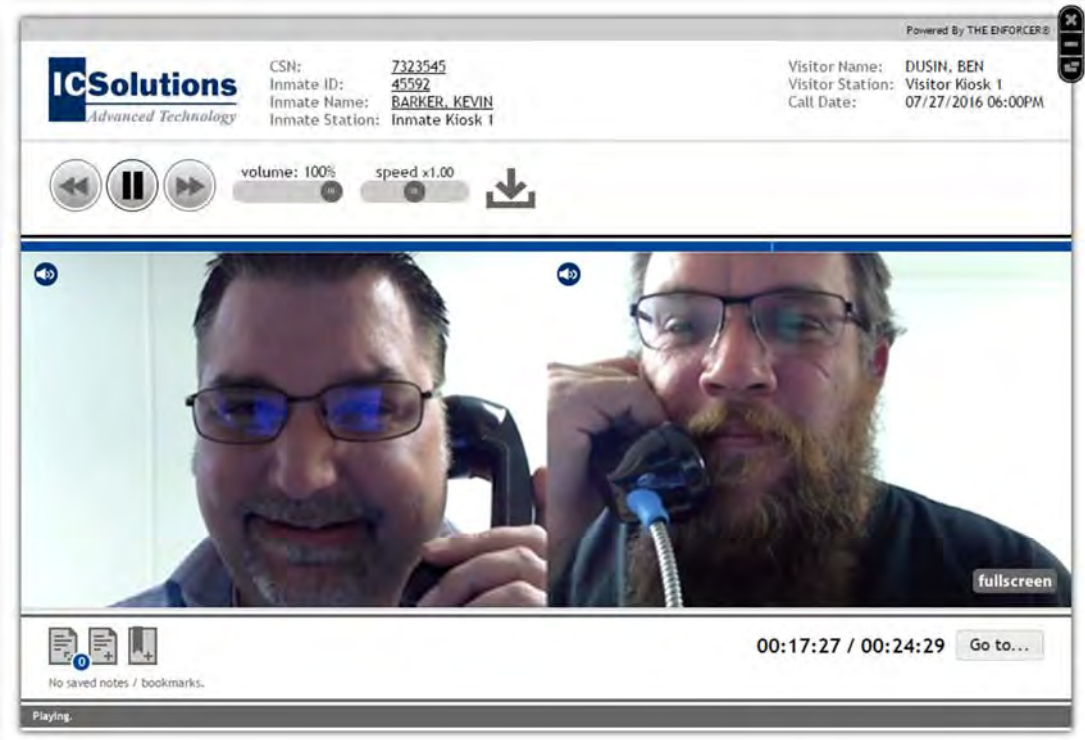 Powered By THE ENFORCER®
ICSolutions
Advanced Technology
CSN: 7323545
Inmate ID: 45592
Inmate Name: BARKER, KEVIN
Inmate Station: Inmate Kiosk 1
Visitor Name: DUSIN, BEN
Visitor Station: Visitor Kiosk 1
Call Date: 07/27/2016 06:00PM
volume: 100%
speed x1.00
fullscreen
0
No saved notes / bookmarks.
00:17:27 / 00:24:29
Go to...
Playing.